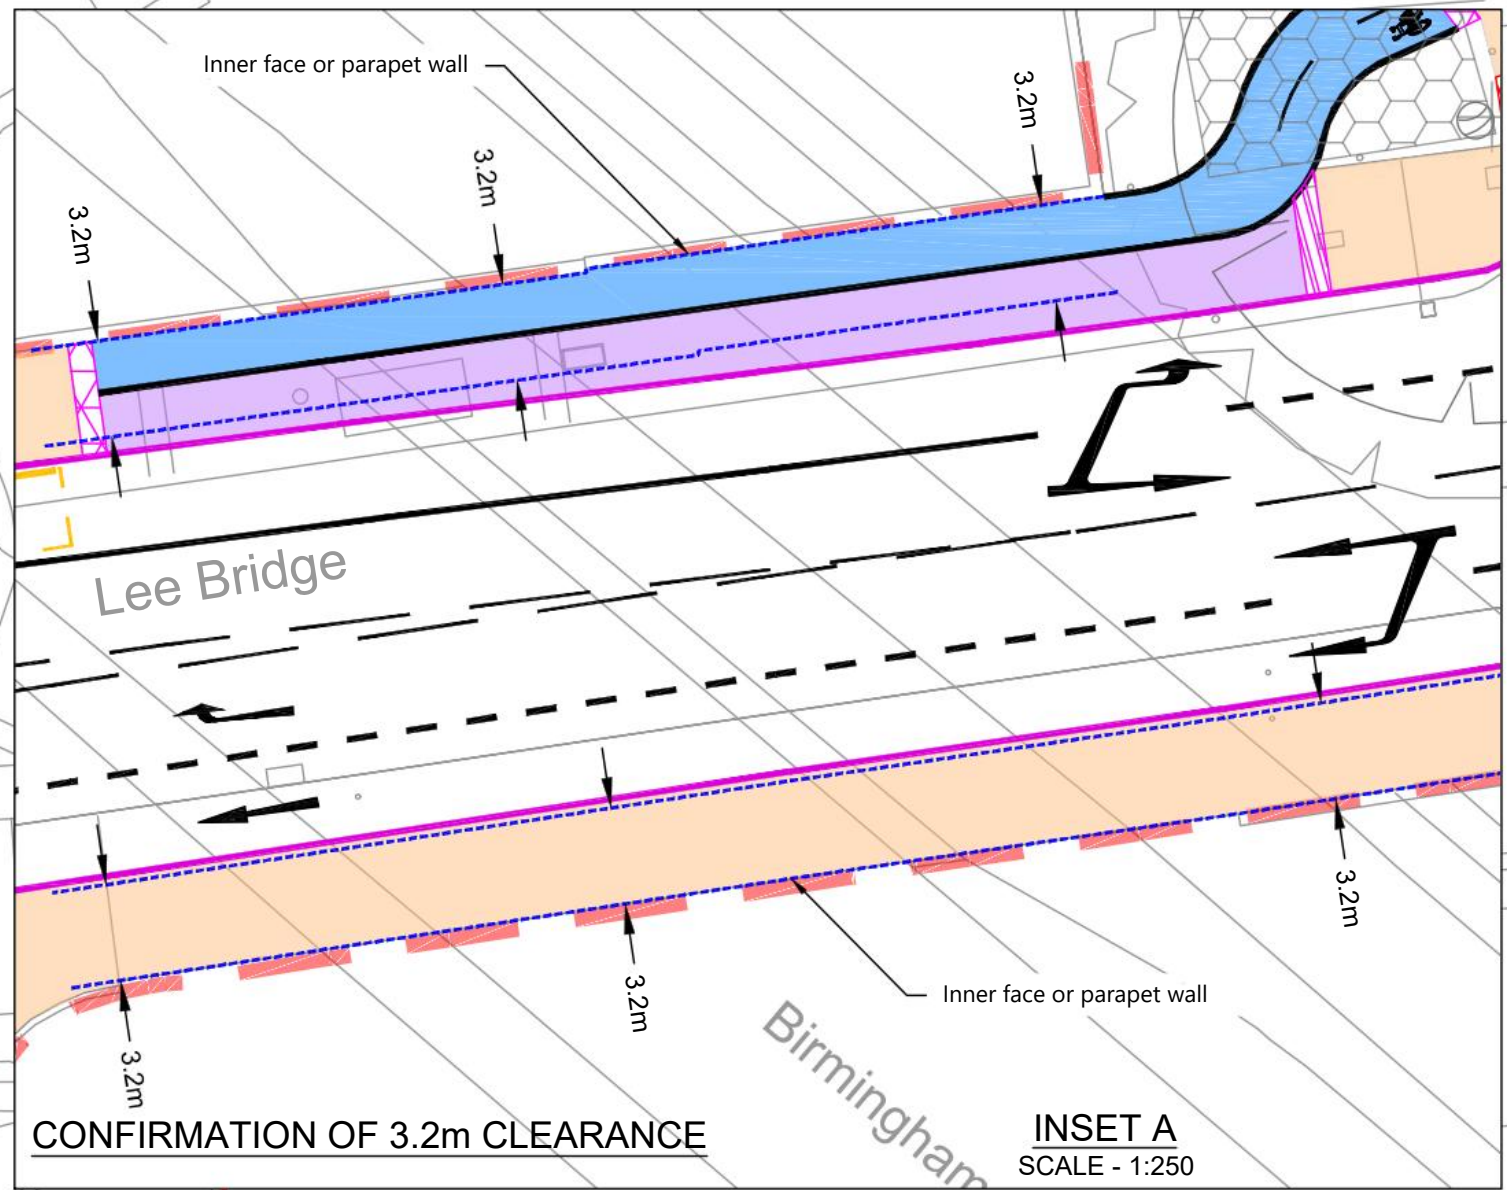 Inner face or parapet wall
3.2m
3.2m
3.2m
Lee Bridge
3.2m
3.2m
Inner face or parapet wall
3.2m
Birmingham
CONFIRMATION OF 3.2m CLEARANCE
INSET A
SCALE - 1:250